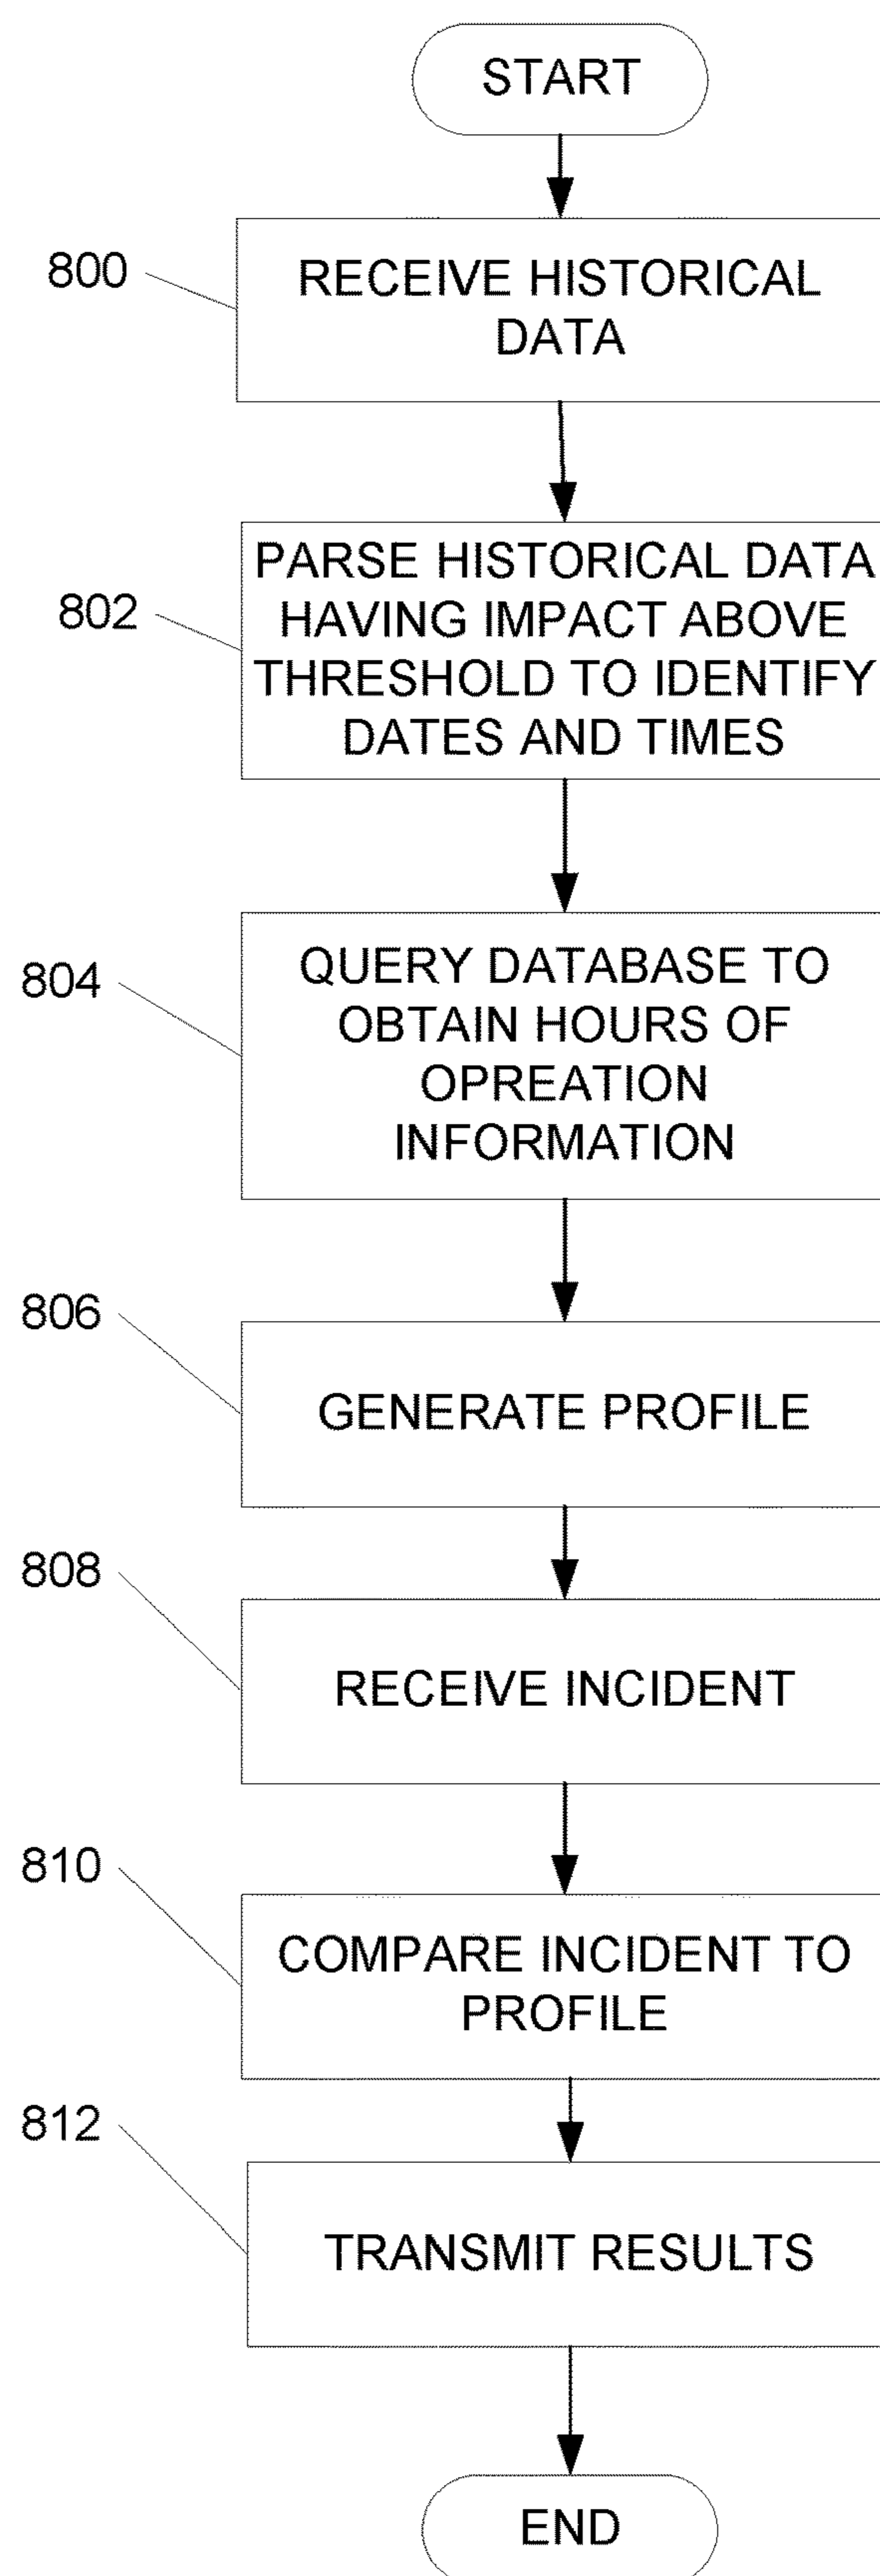 START
800
RECEIVE HISTORICAL
DATA
802
PARSE HISTORICAL DATA
HAVING IMPACT ABOVE
THRESHOLD TO IDENTIFY
DATES AND TIMES
804
QUERY DATABASE TO
OBTAIN HOURS OF
OPREATION
INFORMATION
806
GENERATE PROFILE
808
RECEIVE INCIDENT
810
COMPARE INCIDENT TO
PROFILE
812
TRANSMIT RESULTS
END